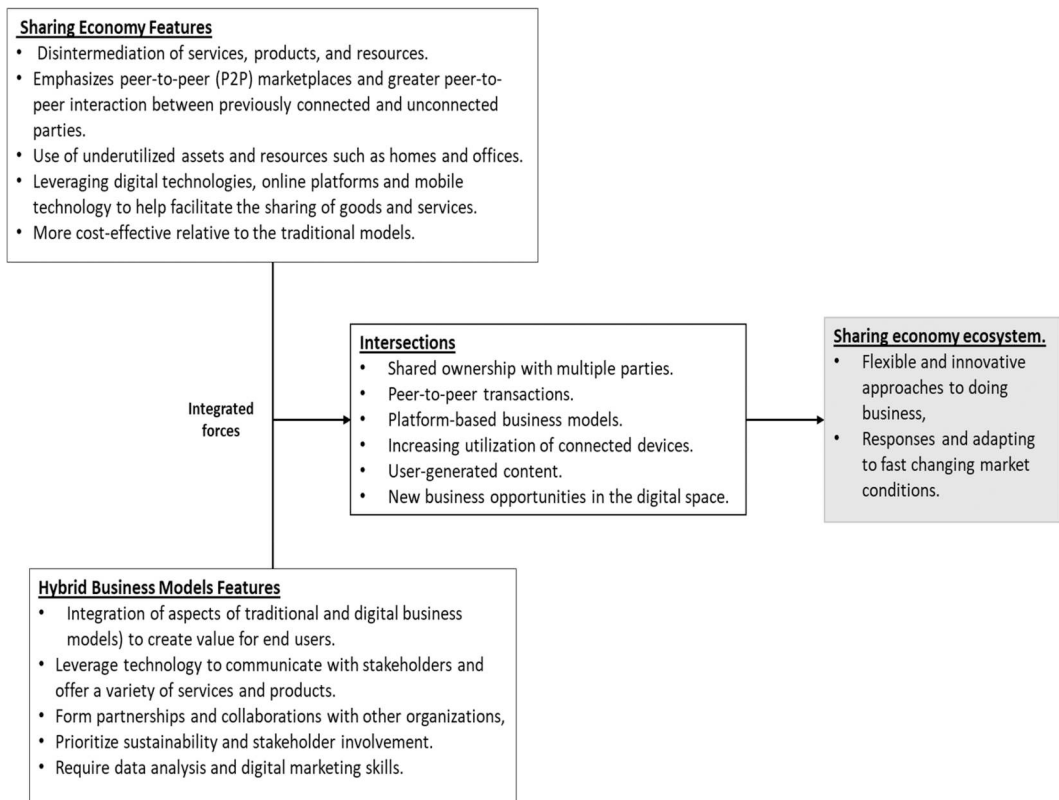 Sharing Economy Features
• Disintermediation of services, products, and resources.
• Emphasizes peer-to-peer (P2P) marketplaces and greater peer-to-
peer interaction between previously connected and unconnected
parties.
• Use of underutilized assets and resources such as homes and offices.
• Leveraging digital technologies, online platforms and mobile
technology to help facilitate the sharing of goods and services.
• More cost-effective relative to the traditional models.
Integrated
forces
Intersections
• Shared ownership with multiple parties.
• Peer-to-peer transactions.
• Platform-based business models.
• Increasing utilization of connected devices.
• User-generated content.
• New business opportunities in the digital space.
Sharing economy ecosystem.
• Flexible and innovative
approaches to doing
business,
• Responses and adapting
to fast changing market
conditions.
Hybrid Business Models Features
• Integration of aspects of traditional and digital business
models) to create value for end users.
• Leverage technology to communicate with stakeholders and
offer a variety of services and products.
• Form partnerships and collaborations with other organizations,
• Prioritize sustainability and stakeholder involvement.
• Require data analysis and digital marketing skills.